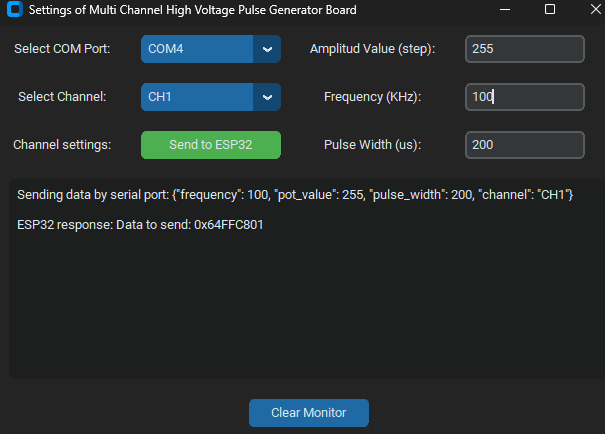 Settings of Multi Channel High Voltage Pulse Generator Board
Select COM Port: COM4 Amplitud Value (step): 255
Select Channel: CH1 Frequency (KHz): 100
Channel settings: Send to ESP32 Pulse Width (us): 200
Sending data by serial port: {"frequency": 100, "pot_value": 255, "pulse_width": 200, "channel": "CH1"}
ESP32 response: Data to send: 0x64FFC801
Clear Monitor